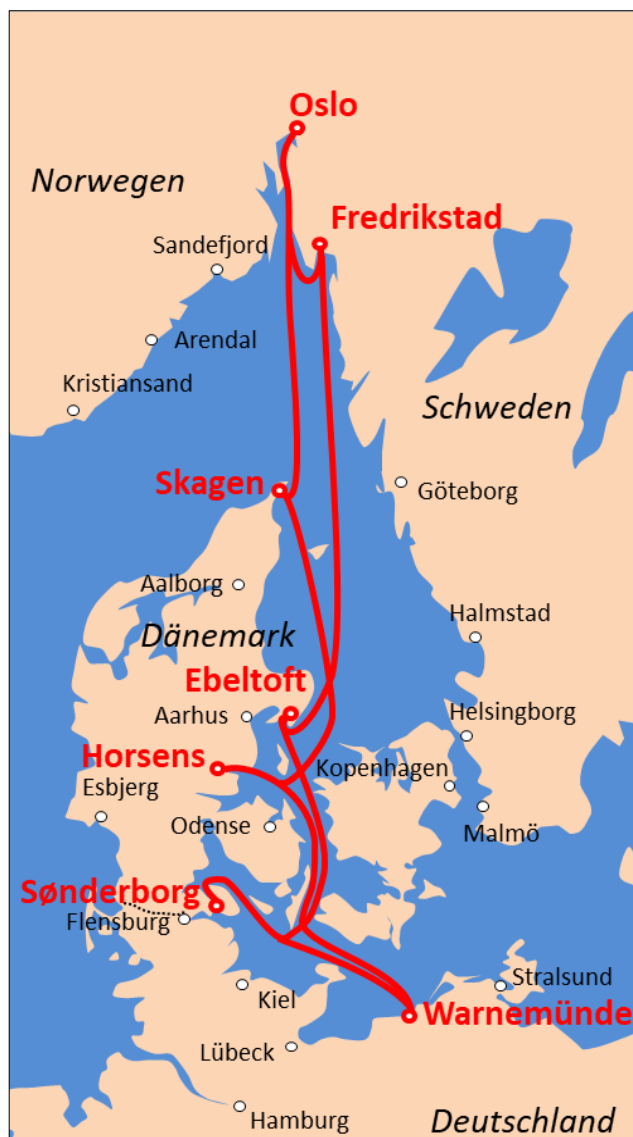 Oslo
Norwegen
Fredrikstad
Sandefjord
Arendal
Kristiansand
Schweden
Skagen
Göteborg
Aalborg
Halmstad
Dänemark
Ebeltoft
Aarhus
Helsingborg
Horsens
Kopenhagen
Esbjerg
Malmö
Odense
Sønderborg
Flensburg
Stralsund
Kiel
Warnemünde
Lübeck
Hamburg
Deutschland